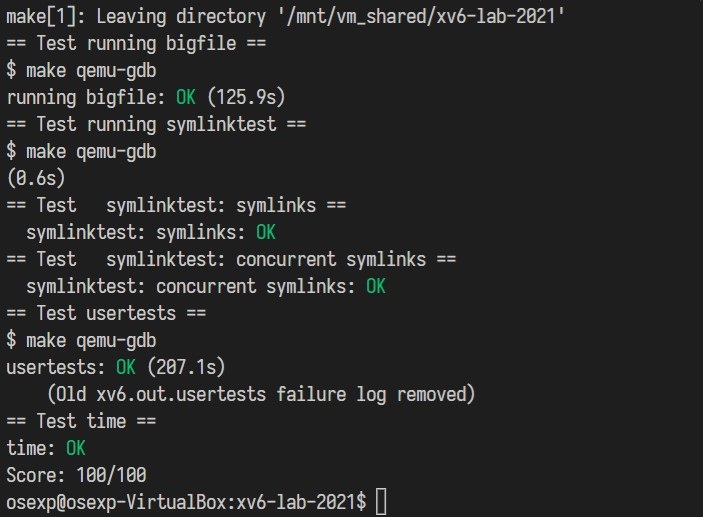 make[1]: Leaving directory '/mnt/vm_shared/xv6-lab-2021'
== Test running bigfile ==
$ make qemu-gdb
running bigfile: OK (125.9s)
== Test running symlinktest ==
$ make qemu-gdb
(0.6s)
== Test   symlinktest: symlinks ==
  symlinktest: symlinks: OK
== Test   symlinktest: concurrent symlinks ==
  symlinktest: concurrent symlinks: OK
== Test usertests ==
$ make qemu-gdb
usertests: OK (207.1s)
    (Old xv6.out.usertests failure log removed)
== Test time ==
time: OK
Score: 100/100
osexp@osexp-VirtualBox:xv6-lab-2021$